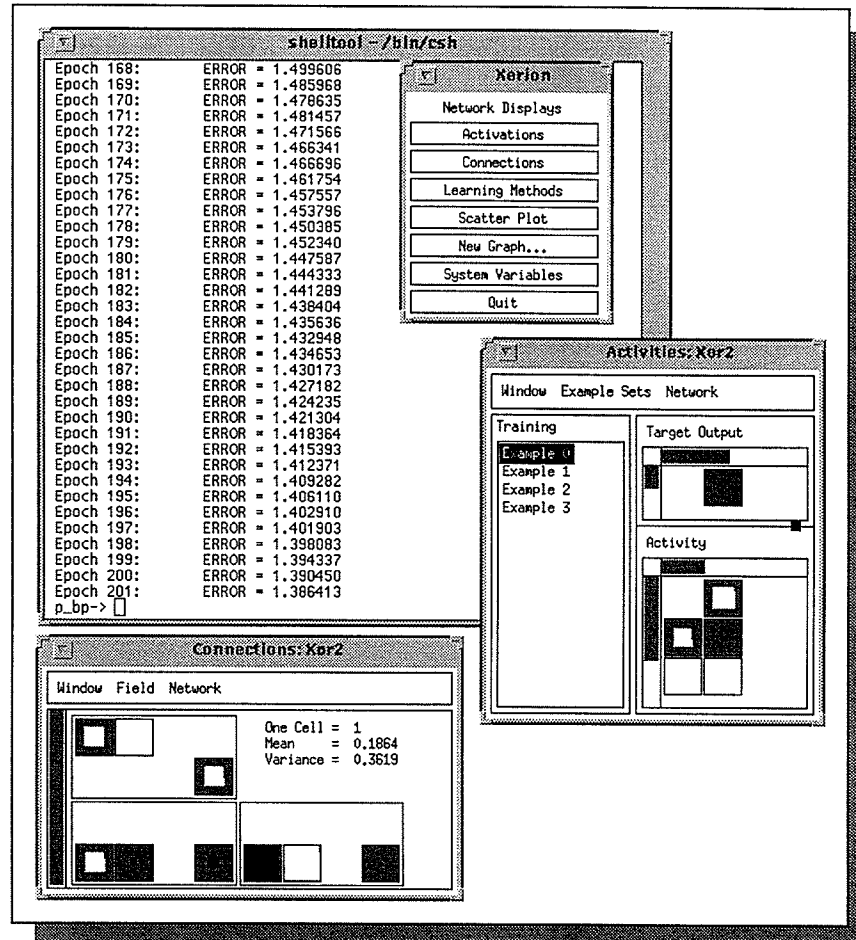 shelltool - /bin/csh
Epoch 168: ERROR = 1.499606
Epoch 169: ERROR = 1.485968
Epoch 170: ERROR = 1.478635
Epoch 171: ERROR = 1.481457
Epoch 172: ERROR = 1.471566
Epoch 173: ERROR = 1.466341
Epoch 174: ERROR = 1.466696
Epoch 175: ERROR = 1.461754
Epoch 176: ERROR = 1.457557
Epoch 177: ERROR = 1.453796
Epoch 178: ERROR = 1.450385
Epoch 179: ERROR = 1.452340
Epoch 180: ERROR = 1.447587
Epoch 181: ERROR = 1.444333
Epoch 182: ERROR = 1.441289
Epoch 183: ERROR = 1.438404
Epoch 184: ERROR = 1.435636
Epoch 185: ERROR = 1.432948
Epoch 186: ERROR = 1.434653
Epoch 187: ERROR = 1.430173
Epoch 188: ERROR = 1.427182
Epoch 189: ERROR = 1.424235
Epoch 190: ERROR = 1.421304
Epoch 191: ERROR = 1.418364
Epoch 192: ERROR = 1.415393
Epoch 193: ERROR = 1.412371
Epoch 194: ERROR = 1.409282
Epoch 195: ERROR = 1.406110
Epoch 196: ERROR = 1.402910
Epoch 197: ERROR = 1.401903
Epoch 198: ERROR = 1.398083
Epoch 199: ERROR = 1.394337
Epoch 200: ERROR = 1.390450
Epoch 201: ERROR = 1.386413
p_bp->
Xerion
Network Displays
Activations
Connections
Learning Methods
Scatter Plot
New Graph...
System Variables
Quit
Activities: Xor2
Window Example Sets Network
Training
Example 0
Example 1
Example 2
Example 3
Target Output
Activity
Connections: Xor2
Window Field Network
One Cell = 1
Mean = 0.1864
Variance = 0.3619